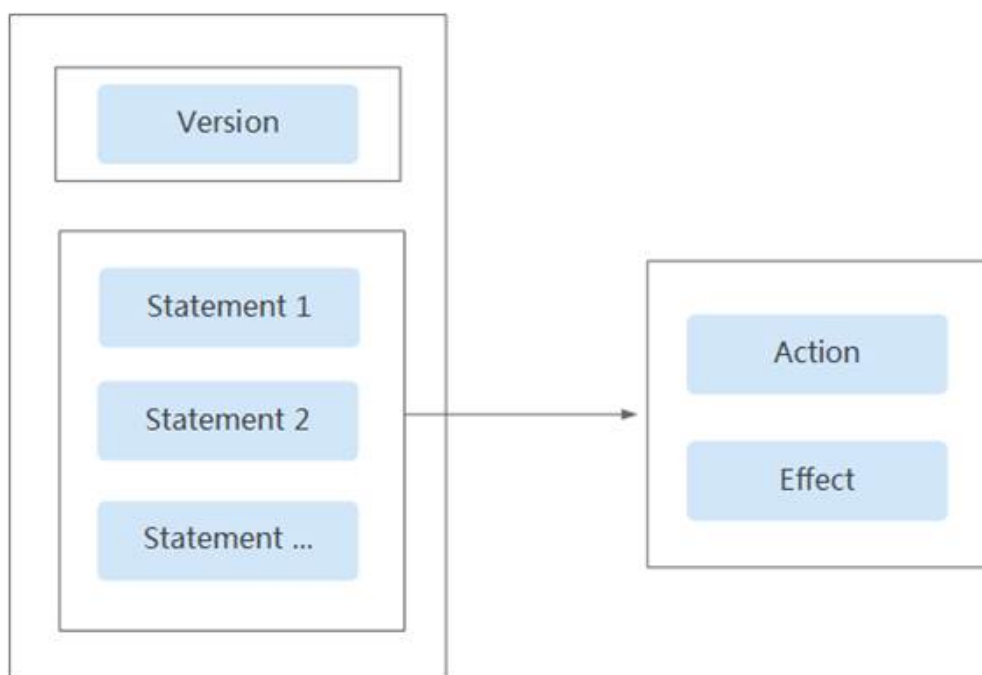 Version
Statement 1
Statement 2
Statement ...
Action
Effect